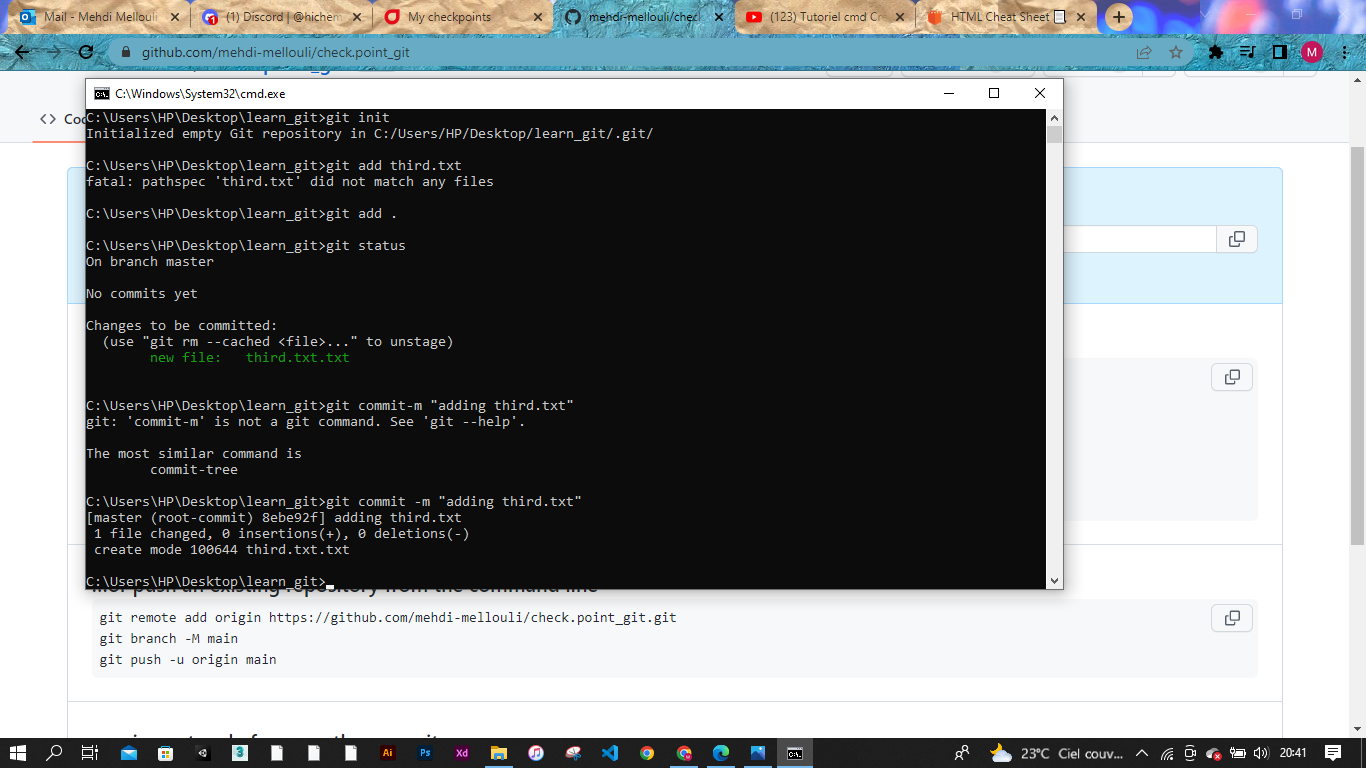 Mail - Mehdi Mellouli
(1) Discord | @hichem
My checkpoints
mehdi-mellouli/check
(123) Tutoriel cmd Cr
HTML Cheat Sheet
github.com/mehdi-mellouli/check.point_git
M
C:\Windows\System32\cmd.exe
C:\Users\HP\Desktop\learn_git>git init
Initialized empty Git repository in C:/Users/HP/Desktop/learn_git/.git/
C:\Users\HP\Desktop\learn_git>git add third.txt
fatal: pathspec 'third.txt' did not match any files
C:\Users\HP\Desktop\learn_git>git add .
C:\Users\HP\Desktop\learn_git>git status
On branch master
No commits yet
Changes to be committed:
(use "git rm --cached <file>..." to unstage)
new file:   third.txt.txt
C:\Users\HP\Desktop\learn_git>git commit-m "adding third.txt"
git: 'commit-m' is not a git command. See 'git --help'.
The most similar command is
commit-tree
C:\Users\HP\Desktop\learn_git>git commit -m "adding third.txt"
[master (root-commit) 8ebe92f] adding third.txt
1 file changed, 0 insertions(+), 0 deletions(-)
create mode 100644 third.txt.txt
C:\Users\HP\Desktop\learn_git>
git remote add origin https://github.com/mehdi-mellouli/check.point_git.git
git branch -M main
git push -u origin main
Ai
Ps
Xd
23°C Ciel couv...
20:41